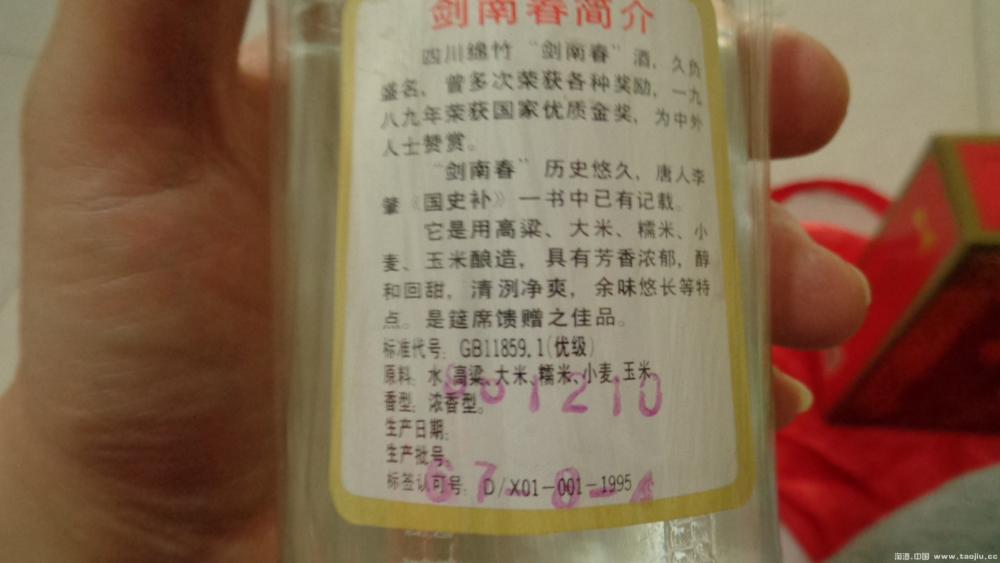 剑南春简介
四川绵竹“剑南春”酒，久负
盛名，曾多次荣获各种奖励，一九
八九年荣获国家优质金奖，为中外
人士赞赏。
“剑南春”历史悠久，唐人李
肇《国史补》一书中已有记载。
它是用高粱、大米、糯米、小
麦、玉米酿造，具有芳香浓郁，醇
和回甜，清洌净爽，余味悠长等特
点。是筵席馈赠之佳品。
标准代号：GB11859.1(优级)
原料：水、高粱、大米、糯米、小麦、玉米
香型：浓香型。
生产日期：
1210
生产批号：
67-8-
标签认可号：D/X01-001-1995
淘酒.中国 www.taojiu.cc